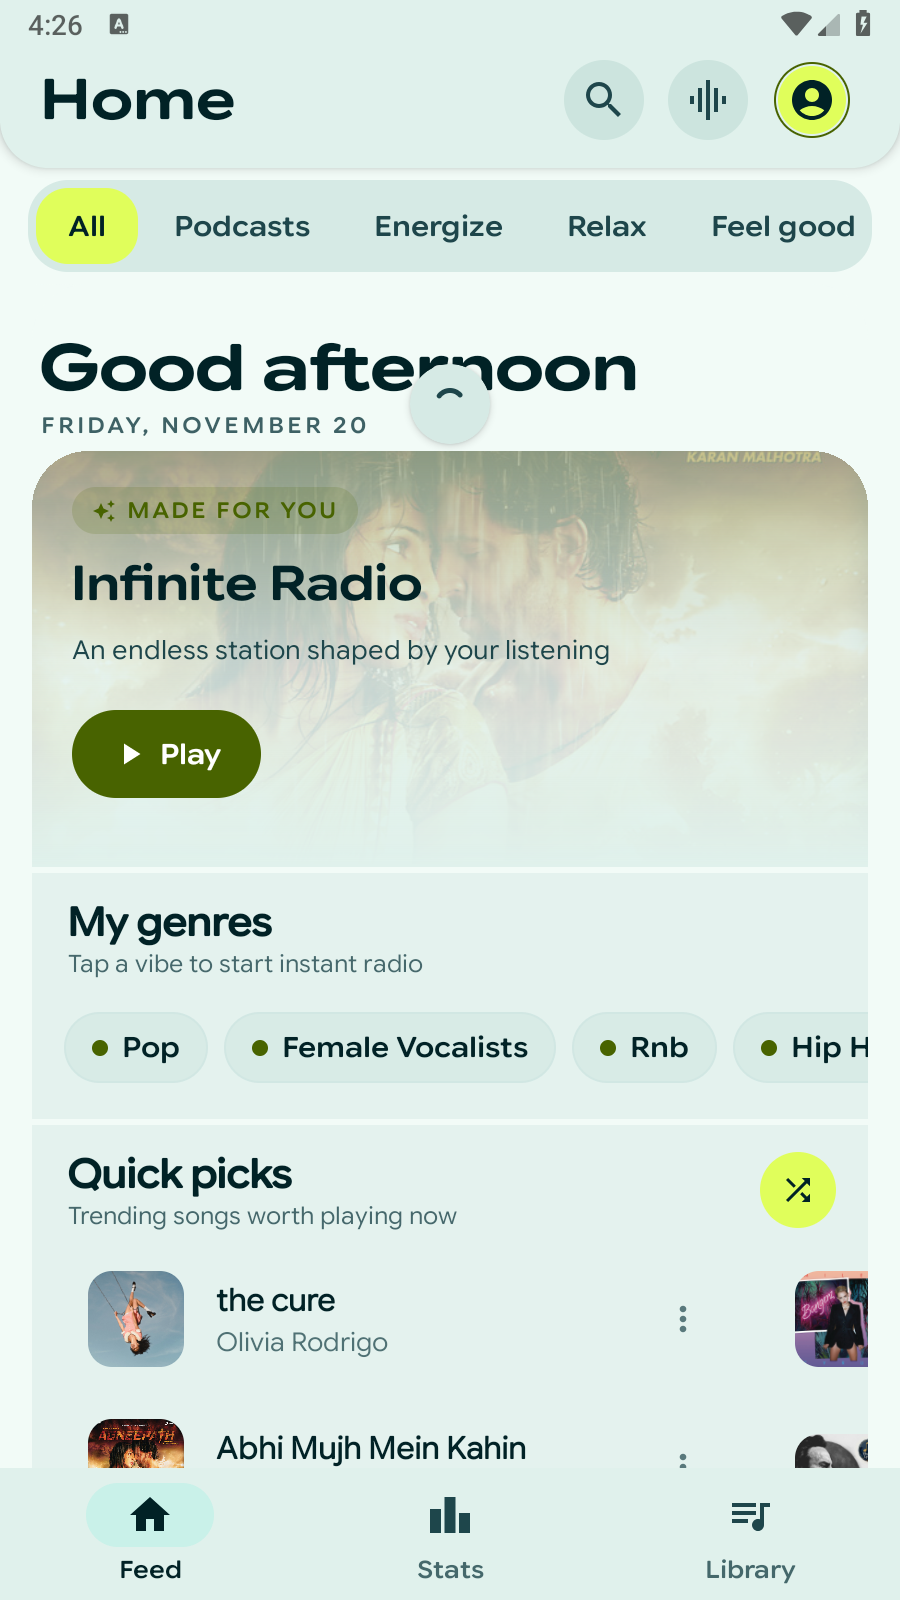 4:26
Home
All
Podcasts
Energize
Relax
Feel good
Good afternoon
FRIDAY, NOVEMBER 20
KARAN MALHOTRA
MADE FOR YOU
Infinite Radio
An endless station shaped by your listening
Play
My genres
Tap a vibe to start instant radio
Pop
Female Vocalists
Rnb
Hip H
Quick picks
Trending songs worth playing now
the cure
Olivia Rodrigo
Bangerz
AGNEEPATH
Abhi Mujh Mein Kahin
Feed
Stats
Library